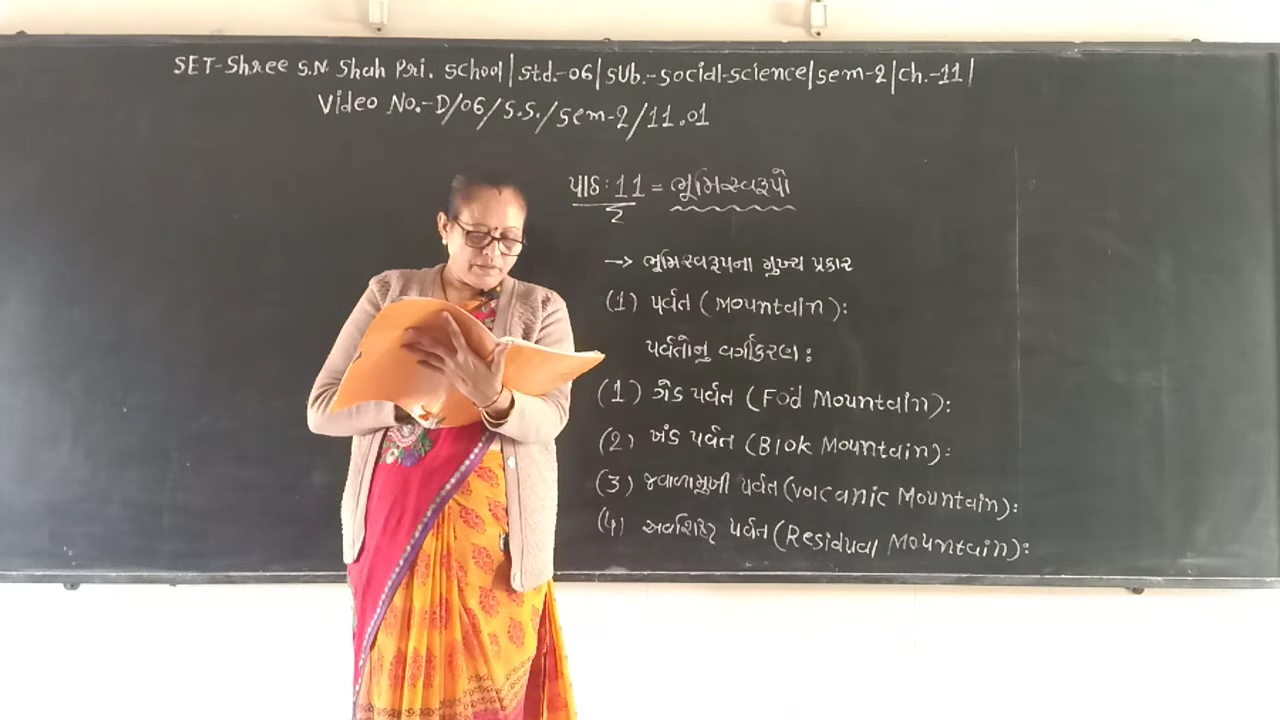 SET-Shree S.N. Shah Pri. School|Std.-06|Sub.-Social-Science|Sem-2|Ch.-11|
Video No.-D/06/S.S./Sem-2/11.01
પાઠ:11 = ભૂમિસ્વરૂપો
2
→ ભૂમિસ્વરૂપના મુખ્ય પ્રકાર
(1) પર્વત (Mountain):
પર્વતોનુ વર્ગીકરણ:
(1) ગેડ પર્વત (Fod Mountain):
(2) ખંડ પર્વત (Blok Mountain):
(3) જવાળામુખી પર્વત (Volcanic Mountain):
(4) અવશિષ્ટ પર્વત (Residual Mountain):